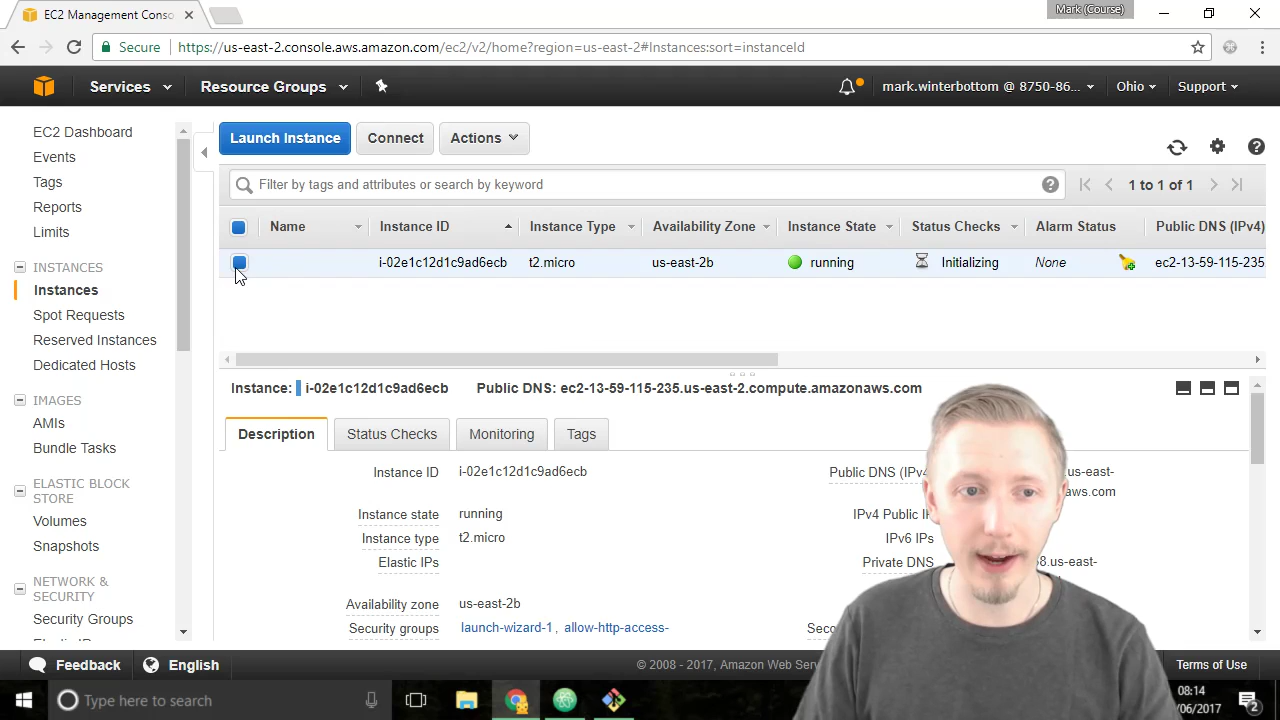 EC2 Management Conso
Mark (Course)
Secure
https://us-east-2.console.aws.amazon.com/ec2/v2/home?region=us-east-2#Instances:sort=instanceId
Services
Resource Groups
mark.winterbottom @ 8750-86...
Ohio
Support
EC2 Dashboard
Events
Tags
Reports
Limits
INSTANCES
Instances
Spot Requests
Reserved Instances
Dedicated Hosts
IMAGES
AMIs
Bundle Tasks
ELASTIC BLOCK
STORE
Volumes
Snapshots
NETWORK &
SECURITY
Security Groups
Launch Instance
Connect
Actions
Filter by tags and attributes or search by keyword
1 to 1 of 1
Name Instance ID Instance Type Availability Zone Instance State Status Checks Alarm Status Public DNS (IPv4)
i-02e1c12d1c9ad6ecb t2.micro us-east-2b running Initializing None ec2-13-59-115-235
Instance: i-02e1c12d1c9ad6ecb Public DNS: ec2-13-59-115-235.us-east-2.compute.amazonaws.com
Description
Status Checks
Monitoring
Tags
Instance ID i-02e1c12d1c9ad6ecb
Instance state running
Instance type t2.micro
Elastic IPs
Availability zone us-east-2b
Security groups launch-wizard-1, allow-http-access-
Public DNS (IPv4
.us-east-
aws.com
IPv4 Public IP
IPv6 IPs
Private DNS
8.us-east-
Feedback
English
© 2008 - 2017, Amazon Web Serv
Terms of Use
Type here to search
08:14
/06/2017
2